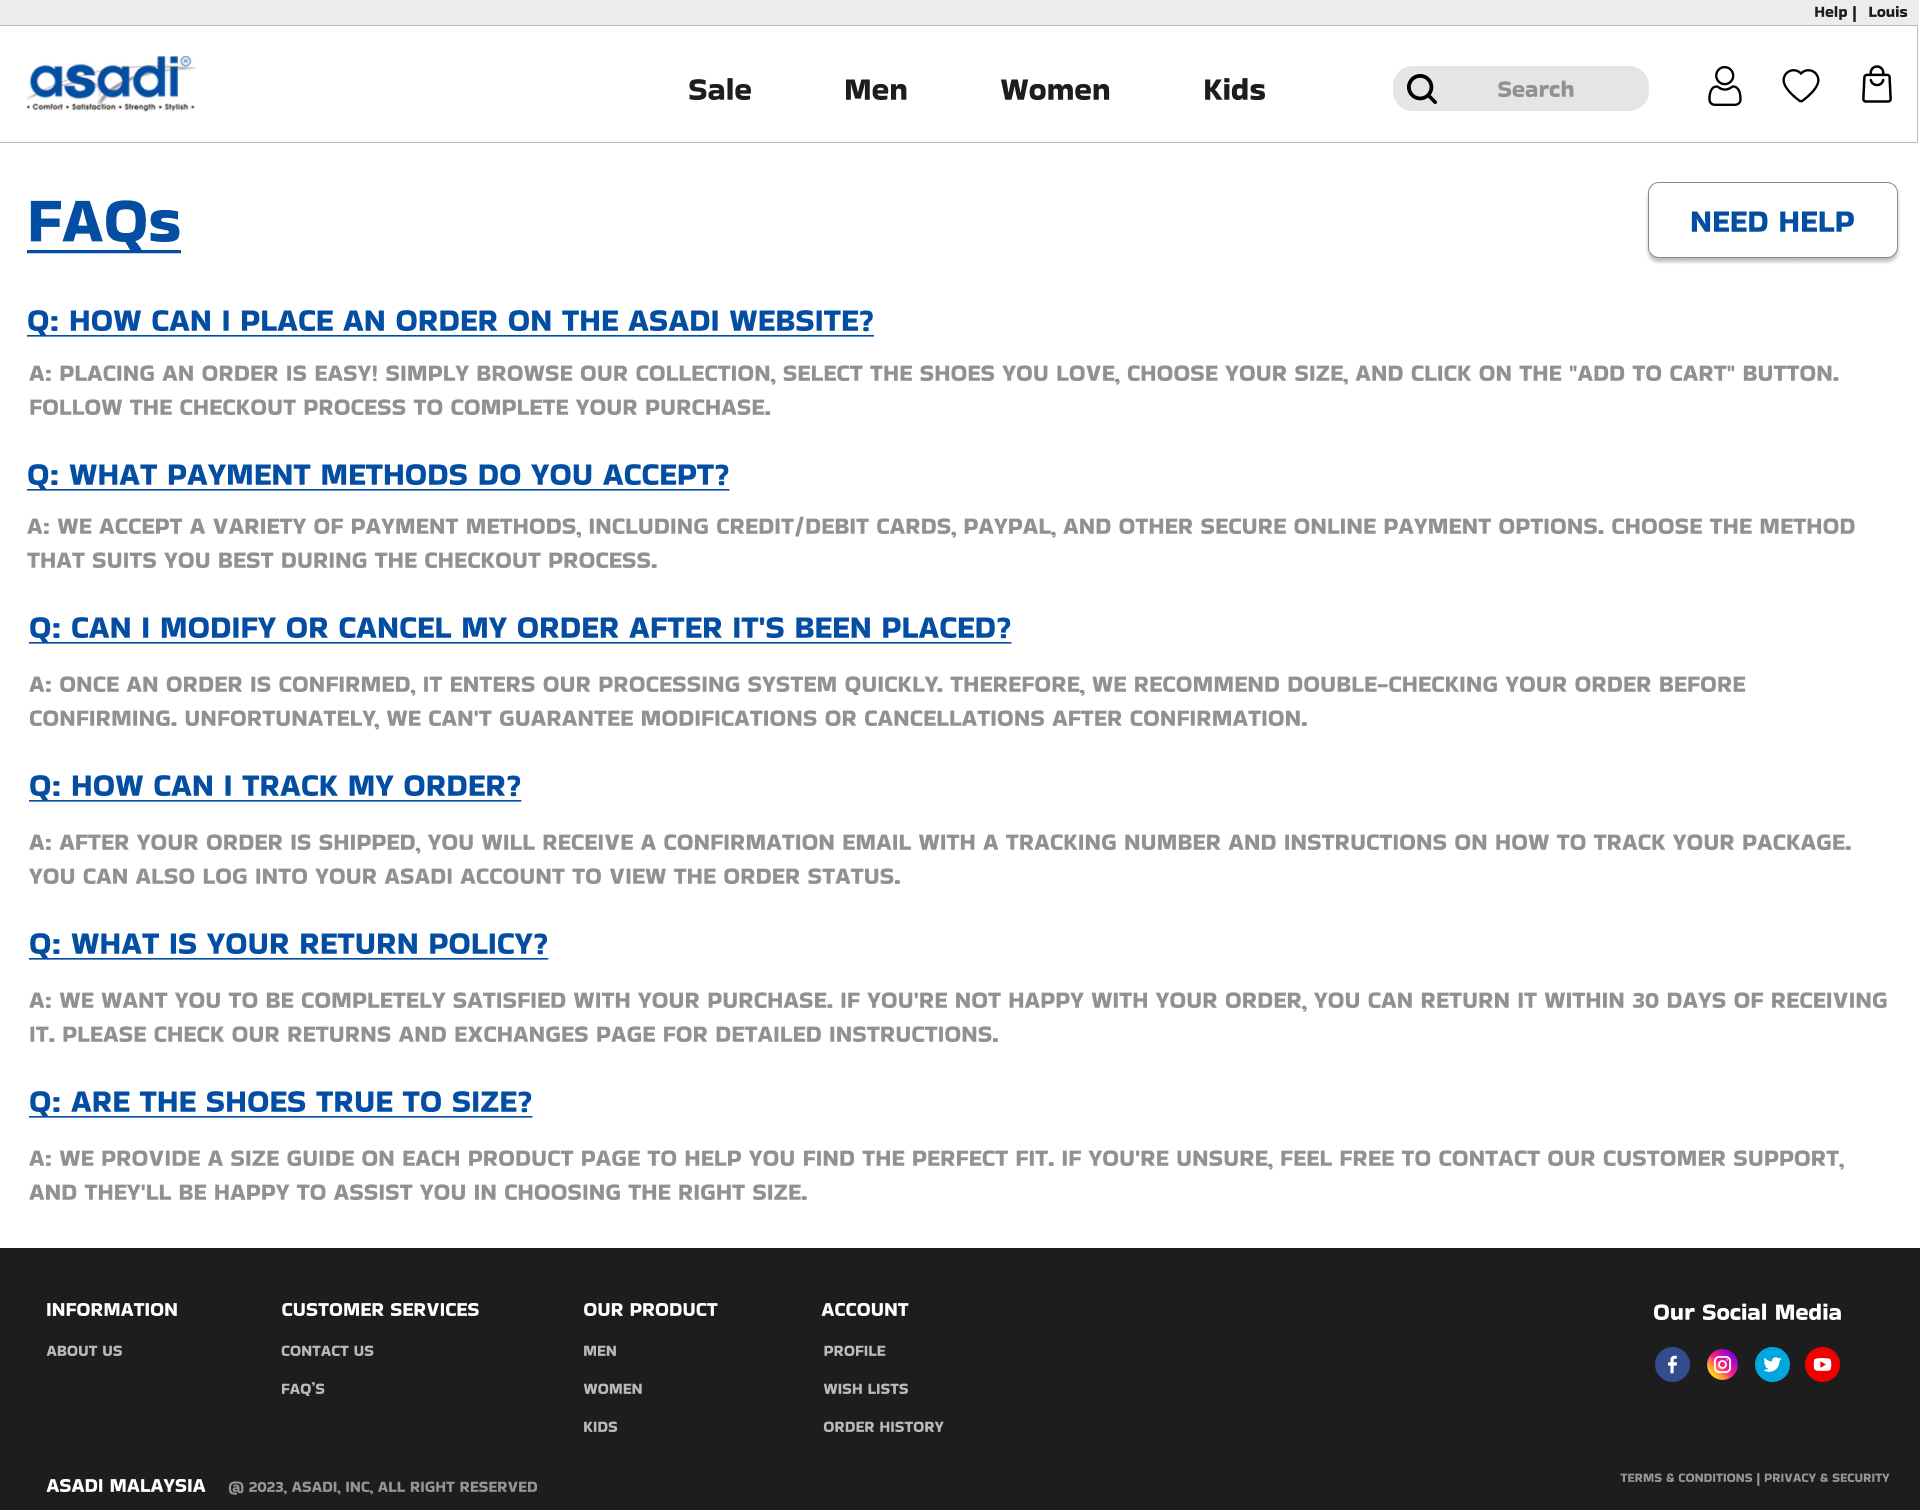 Help | Louis
asadi®
• Comfort • Satisfaction • Strength • Stylish •
Sale Men Women Kids Search
FAQs
NEED HELP
Q: HOW CAN I PLACE AN ORDER ON THE ASADI WEBSITE?
A: PLACING AN ORDER IS EASY! SIMPLY BROWSE OUR COLLECTION, SELECT THE SHOES YOU LOVE, CHOOSE YOUR SIZE, AND CLICK ON THE "ADD TO CART" BUTTON.
FOLLOW THE CHECKOUT PROCESS TO COMPLETE YOUR PURCHASE.
Q: WHAT PAYMENT METHODS DO YOU ACCEPT?
A: WE ACCEPT A VARIETY OF PAYMENT METHODS, INCLUDING CREDIT/DEBIT CARDS, PAYPAL, AND OTHER SECURE ONLINE PAYMENT OPTIONS. CHOOSE THE METHOD
THAT SUITS YOU BEST DURING THE CHECKOUT PROCESS.
Q: CAN I MODIFY OR CANCEL MY ORDER AFTER IT'S BEEN PLACED?
A: ONCE AN ORDER IS CONFIRMED, IT ENTERS OUR PROCESSING SYSTEM QUICKLY. THEREFORE, WE RECOMMEND DOUBLE-CHECKING YOUR ORDER BEFORE
CONFIRMING. UNFORTUNATELY, WE CAN'T GUARANTEE MODIFICATIONS OR CANCELLATIONS AFTER CONFIRMATION.
Q: HOW CAN I TRACK MY ORDER?
A: AFTER YOUR ORDER IS SHIPPED, YOU WILL RECEIVE A CONFIRMATION EMAIL WITH A TRACKING NUMBER AND INSTRUCTIONS ON HOW TO TRACK YOUR PACKAGE.
YOU CAN ALSO LOG INTO YOUR ASADI ACCOUNT TO VIEW THE ORDER STATUS.
Q: WHAT IS YOUR RETURN POLICY?
A: WE WANT YOU TO BE COMPLETELY SATISFIED WITH YOUR PURCHASE. IF YOU'RE NOT HAPPY WITH YOUR ORDER, YOU CAN RETURN IT WITHIN 30 DAYS OF RECEIVING
IT. PLEASE CHECK OUR RETURNS AND EXCHANGES PAGE FOR DETAILED INSTRUCTIONS.
Q: ARE THE SHOES TRUE TO SIZE?
A: WE PROVIDE A SIZE GUIDE ON EACH PRODUCT PAGE TO HELP YOU FIND THE PERFECT FIT. IF YOU'RE UNSURE, FEEL FREE TO CONTACT OUR CUSTOMER SUPPORT,
AND THEY'LL BE HAPPY TO ASSIST YOU IN CHOOSING THE RIGHT SIZE.
INFORMATION
ABOUT US
CUSTOMER SERVICES
CONTACT US
FAQ'S
OUR PRODUCT
MEN
WOMEN
KIDS
ACCOUNT
PROFILE
WISH LISTS
ORDER HISTORY
Our Social Media
ASADI MALAYSIA @ 2023, ASADI, INC, ALL RIGHT RESERVED
TERMS & CONDITIONS | PRIVACY & SECURITY